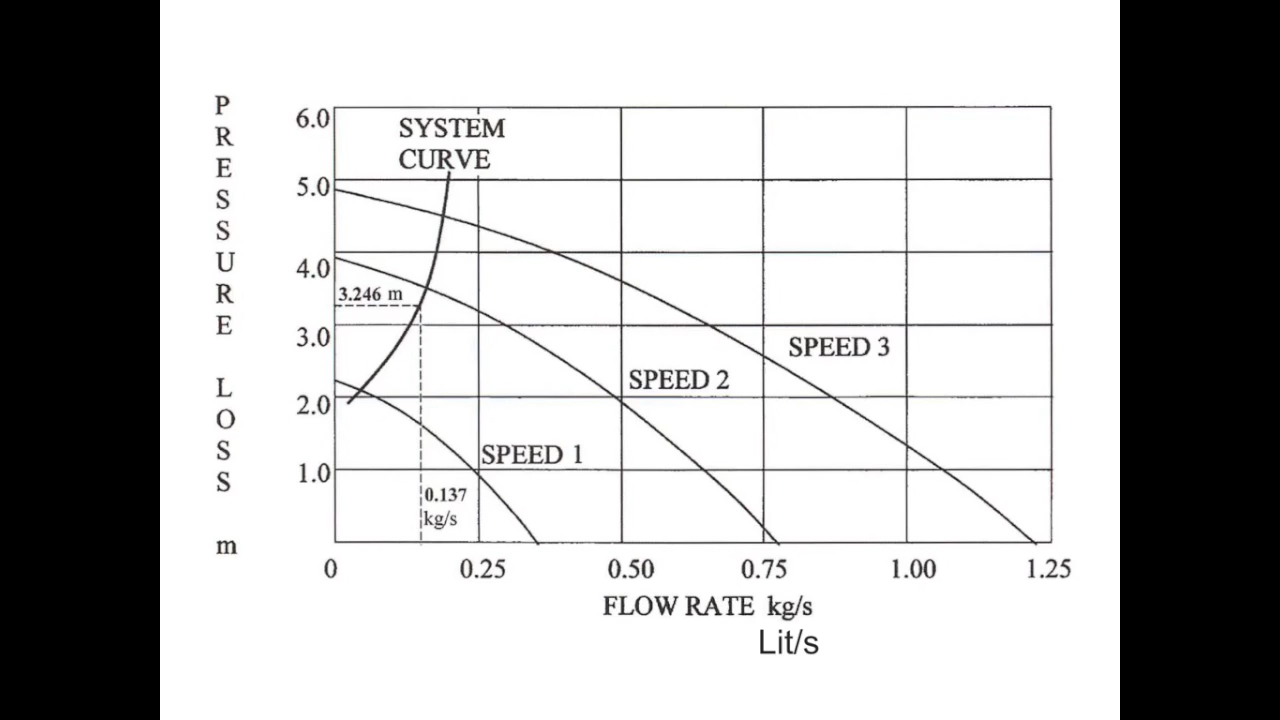 PRESSURE LOSS m
6.0
5.0
4.0
3.0
2.0
1.0
SYSTEM
CURVE
3.246 m
SPEED 3
SPEED 2
SPEED 1
0.137
kg/s
0 0.25 0.50 0.75 1.00 1.25
FLOW RATE kg/s
Lit/s